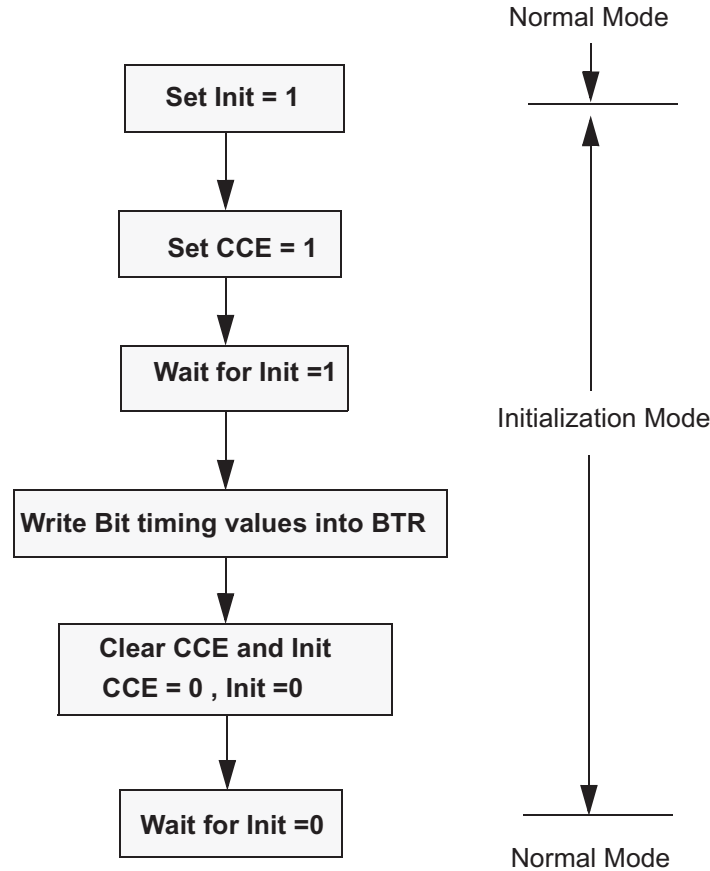 Normal Mode
Set Init = 1
Set CCE = 1
Wait for Init =1
Initialization Mode
Write Bit timing values into BTR
Clear CCE and Init
CCE = 0 , Init =0
Wait for Init =0
Normal Mode